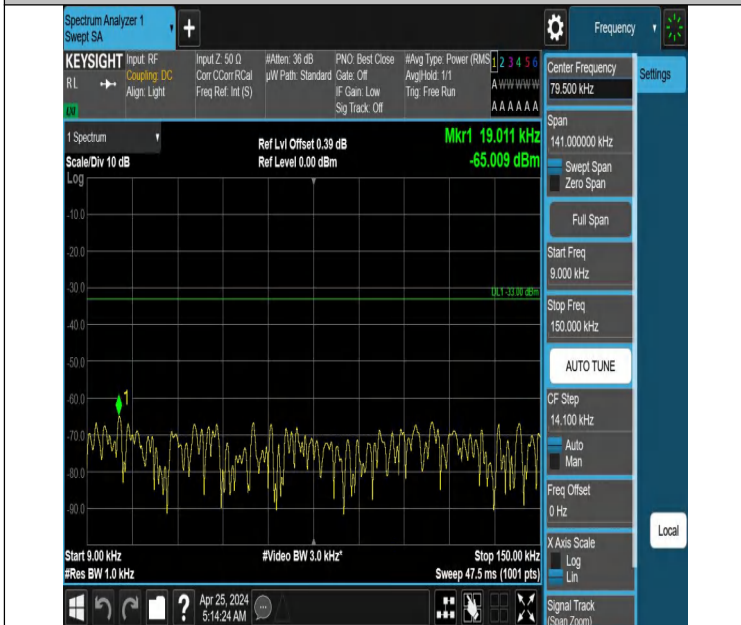 Spectrum Analyzer 1
Swept SA
+
Frequency
KEYSIGHT
Input: RF
Input Z: 50 Ω
#Atten: 36 dB
PNO: Best Close
#Avg Type: Power (RMS
1 2 3 4 5 6
RL
Coupling: DC
Corr CCorr RCal
µW Path: Standard
Gate: Off
Avg|Hold: 1/1
A W W W W W
Align: Light
Freq Ref: Int (S)
IF Gain: Low
Trig: Free Run
Sig Track: Off
A A A A A A
LXI
1 Spectrum
Ref Lvl Offset 0.39 dB
Mkr1 19.011 kHz
Scale/Div 10 dB
Ref Level 0.00 dBm
-65.009 dBm
Log
-10.0
-20.0
-30.0
DL1 -33.00 dBm
-40.0
-50.0
-60.0
1
-70.0
-80.0
-90.0
Start 9.00 kHz
#Video BW 3.0 kHz*
Stop 150.00 kHz
#Res BW 1.0 kHz
Sweep 47.5 ms (1001 pts)
?
Apr 25, 2024
5:14:24 AM
Center Frequency
79.500 kHz
Settings
Span
141.000000 kHz
Swept Span
Zero Span
Full Span
Start Freq
9.000 kHz
Stop Freq
150.000 kHz
AUTO TUNE
CF Step
14.100 kHz
Auto
Man
Freq Offset
0 Hz
Local
X Axis Scale
Log
Lin
Signal Track
(Span Zoom)